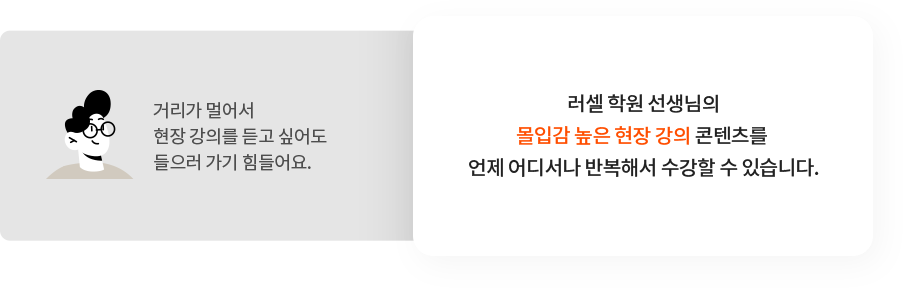 거리가 멀어서
현장 강의를 듣고 싶어도
들으러 가기 힘들어요.
러셀 학원 선생님의
몰입감 높은 현장 강의 콘텐츠를
언제 어디서나 반복해서 수강할 수 있습니다.